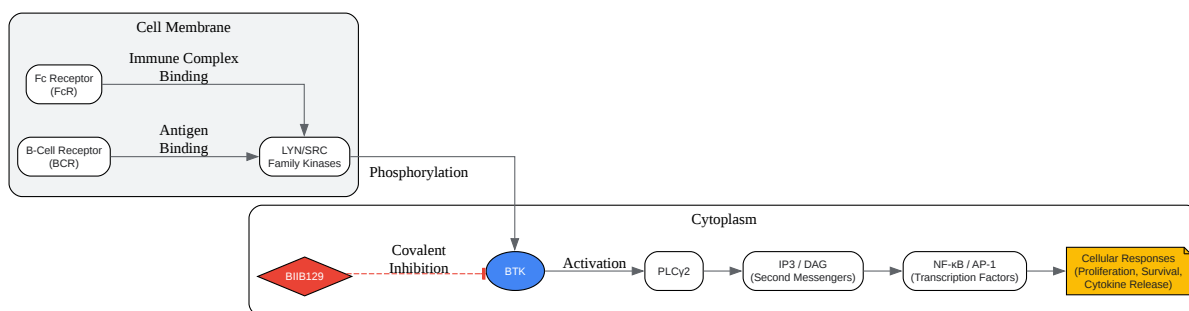 Cell Membrane
Immune Complex
Binding
Fc Receptor
(FcR)
Antigen
Binding
B-Cell Receptor
(BCR)
LYN/SRC
Family Kinases
Phosphorylation
Cytoplasm
BIIB129
Covalent
Inhibition
BTK
Activation
PLCγ2
IP3 / DAG
(Second Messengers)
NF-κB / AP-1
(Transcription Factors)
Cellular Responses
(Proliferation, Survival,
Cytokine Release)